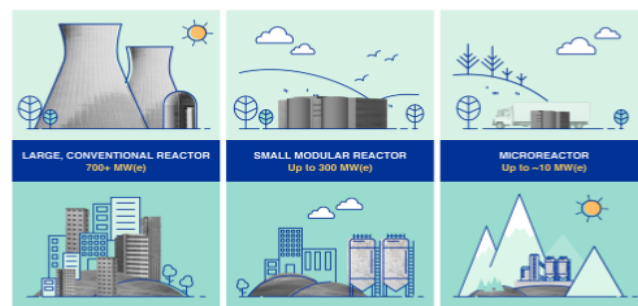 LARGE, CONVENTIONAL REACTOR
700+ MW(e)
SMALL MODULAR REACTOR
Up to 300 MW(e)
MICROREACTOR
Up to ~10 MW(e)